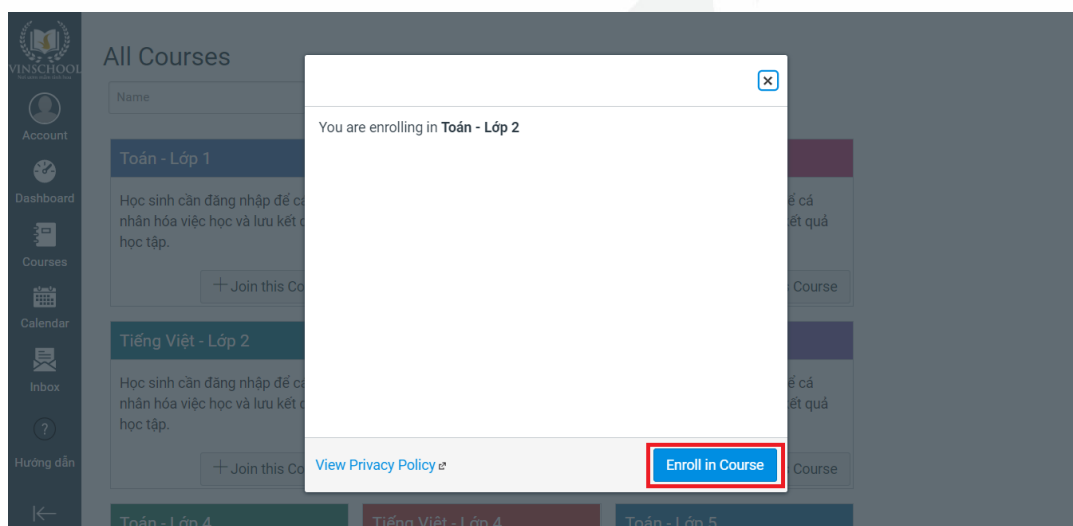 VINSCHOOL
Account
Dashboard
Courses
Calendar
Inbox
?
Hướng dẫn
All Courses
Name
Toán - Lớp 1
Học sinh cần đăng nhập để
nhân hóa việc học và lưu kết
học tập.
+ Join this
ể cá
ết quả
Course
Tiếng Việt - Lớp 2
Học sinh cần đăng nhập để
nhân hóa việc học và lưu kết
học tập.
+ Join this
ể cá
ết quả
Course
Toán - Lớp 4
Tiếng Việt - Lớp 4
Toán - Lớp 5
You are enrolling in Toán - Lớp 2
View Privacy Policy
Enroll in Course